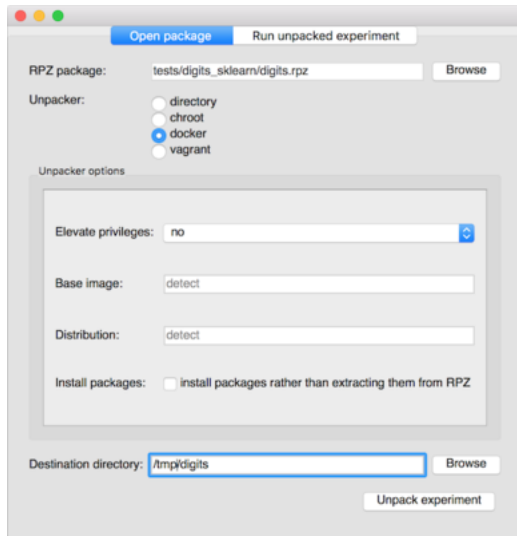 Open package Run unpacked experiment
RPZ package: tests/digits_sklearn/digits.rpz Browse
Unpacker: directory
chroot
docker
vagrant
Unpacker options
Elevate privileges: no
Base image: detect
Distribution: detect
Install packages: install packages rather than extracting them from RPZ
Destination directory: /tmp/digits Browse
Unpack experiment